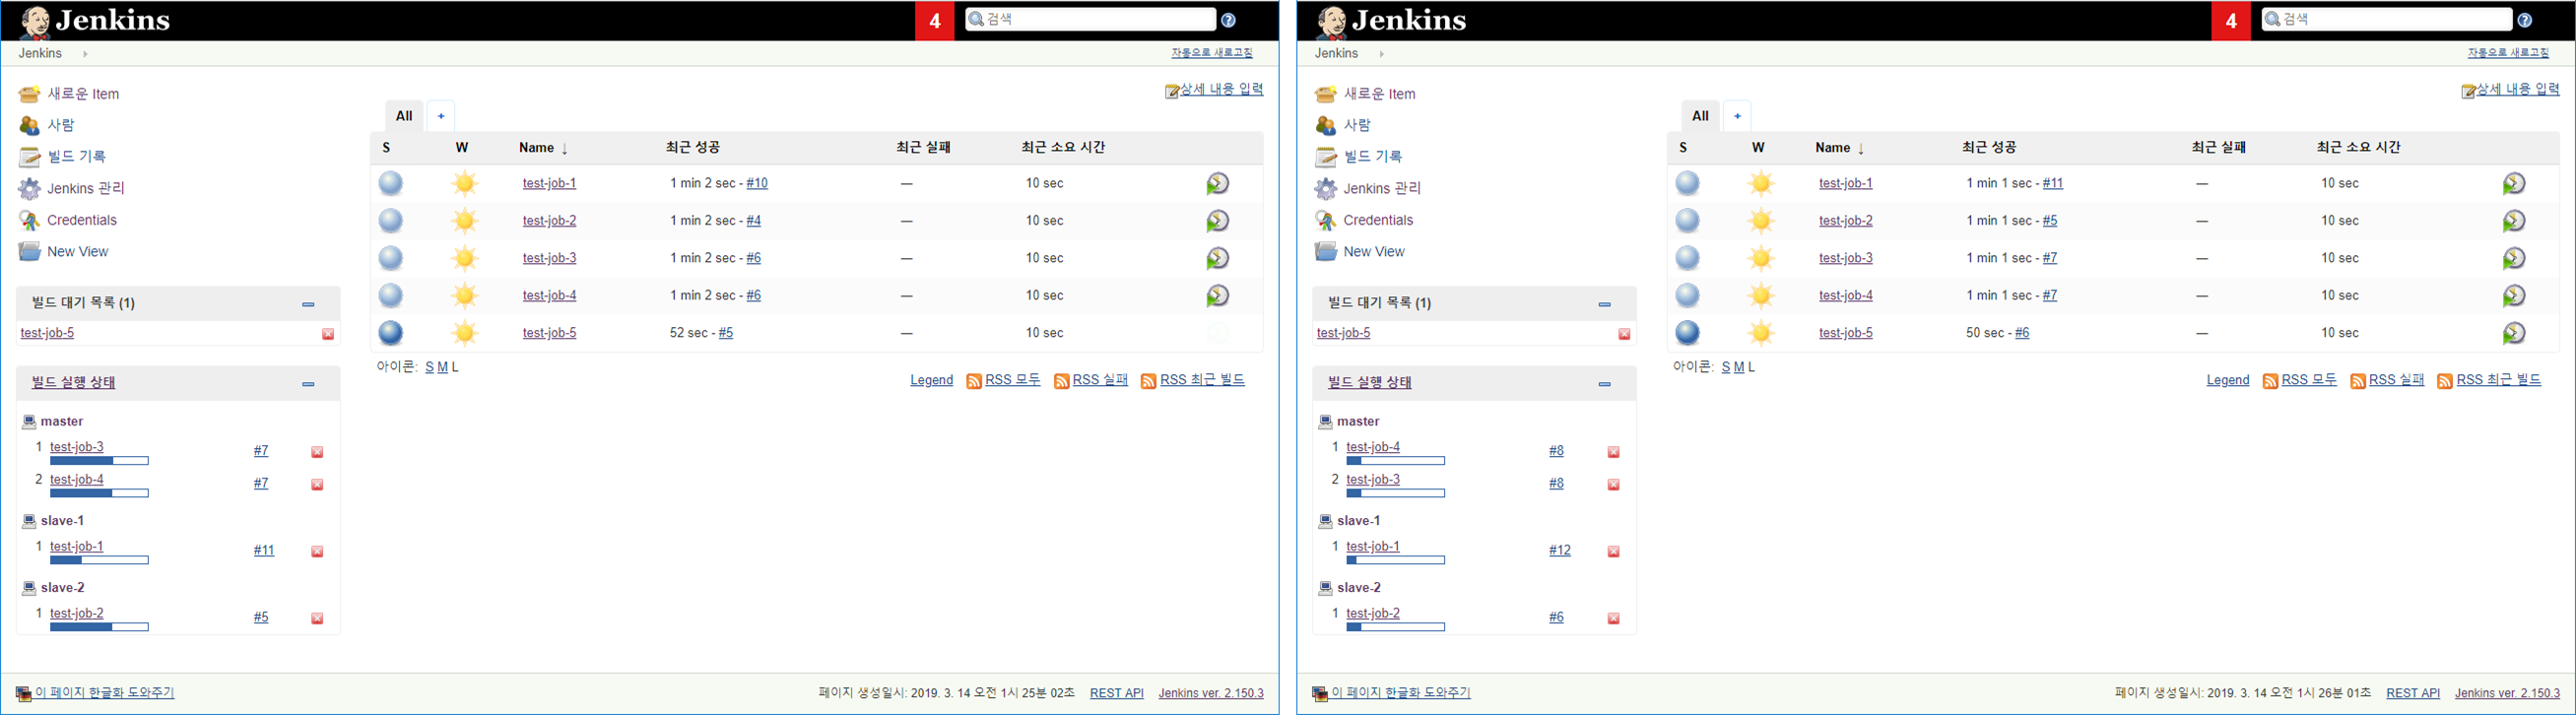 Jenkins
4
검색
Jenkins
자동으로 새로고침
새로운 Item
사람
빌드 기록
Jenkins 관리
Credentials
New View
빌드 대기 목록 (1)
test-job-5
빌드 실행 상태
master
1 test-job-3 #7
2 test-job-4 #7
slave-1
1 test-job-1 #11
slave-2
1 test-job-2 #5
상세 내용 입력
All +
S W Name ↓ 최근 성공 최근 실패 최근 소요 시간
test-job-1 1 min 2 sec - #10 — 10 sec
test-job-2 1 min 2 sec - #4 — 10 sec
test-job-3 1 min 2 sec - #6 — 10 sec
test-job-4 1 min 2 sec - #6 — 10 sec
test-job-5 52 sec - #5 — 10 sec
아이콘: S M L
Legend RSS 모두 RSS 실패 RSS 최근 빌드
이 페이지 한글화 도와주기
페이지 생성일시: 2019. 3. 14 오전 1시 25분 02초 REST API Jenkins ver. 2.150.3
Jenkins
4
검색
Jenkins
자동으로 새로고침
새로운 Item
사람
빌드 기록
Jenkins 관리
Credentials
New View
빌드 대기 목록 (1)
test-job-5
빌드 실행 상태
master
1 test-job-4 #8
2 test-job-3 #8
slave-1
1 test-job-1 #12
slave-2
1 test-job-2 #6
상세 내용 입력
All +
S W Name ↓ 최근 성공 최근 실패 최근 소요 시간
test-job-1 1 min 1 sec - #11 — 10 sec
test-job-2 1 min 1 sec - #5 — 10 sec
test-job-3 1 min 1 sec - #7 — 10 sec
test-job-4 1 min 1 sec - #7 — 10 sec
test-job-5 50 sec - #6 — 10 sec
아이콘: S M L
Legend RSS 모두 RSS 실패 RSS 최근 빌드
이 페이지 한글화 도와주기
페이지 생성일시: 2019. 3. 14 오전 1시 26분 01초 REST API Jenkins ver. 2.150.3